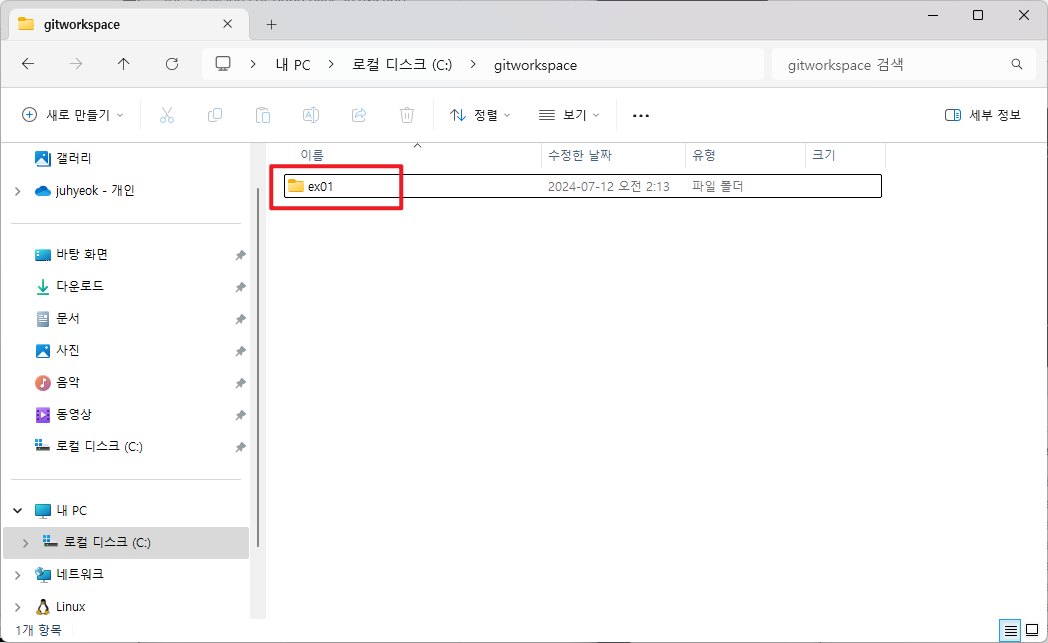 gitworkspace
내 PC
로컬 디스크 (C:)
gitworkspace
gitworkspace 검색
새로 만들기
정렬
보기
세부 정보
갤러리
juhyeok - 개인
바탕 화면
다운로드
문서
사진
음악
동영상
로컬 디스크 (C:)
내 PC
로컬 디스크 (C:)
네트워크
Linux
이름 수정한 날짜 유형 크기
ex01 2024-07-12 오전 2:13 파일 폴더
1개 항목